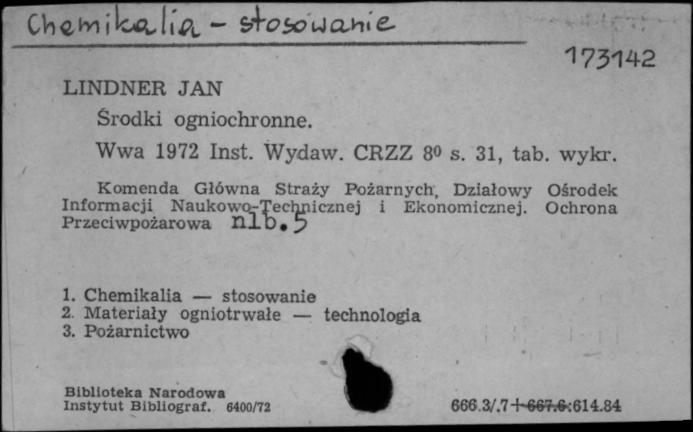 Chemikalia - stosowanie
173142
LINDNER JAN
Środki ogniochronne.
Wwa 1972 Inst. Wydaw. CRZZ 8⁰ s. 31, tab. wykr.
Komenda Główna Straży Pożarnych, Działowy Ośrodek
Informacji Naukowo-Technicznej i Ekonomicznej. Ochrona
Przeciwpożarowa nlb. 5
1. Chemikalia — stosowanie
2. Materiały ogniotrwałe — technologia
3. Pożarnictwo
Biblioteka Narodowa
Instytut Bibliograf. 6400/72
666.3/.7+667.6:614.84